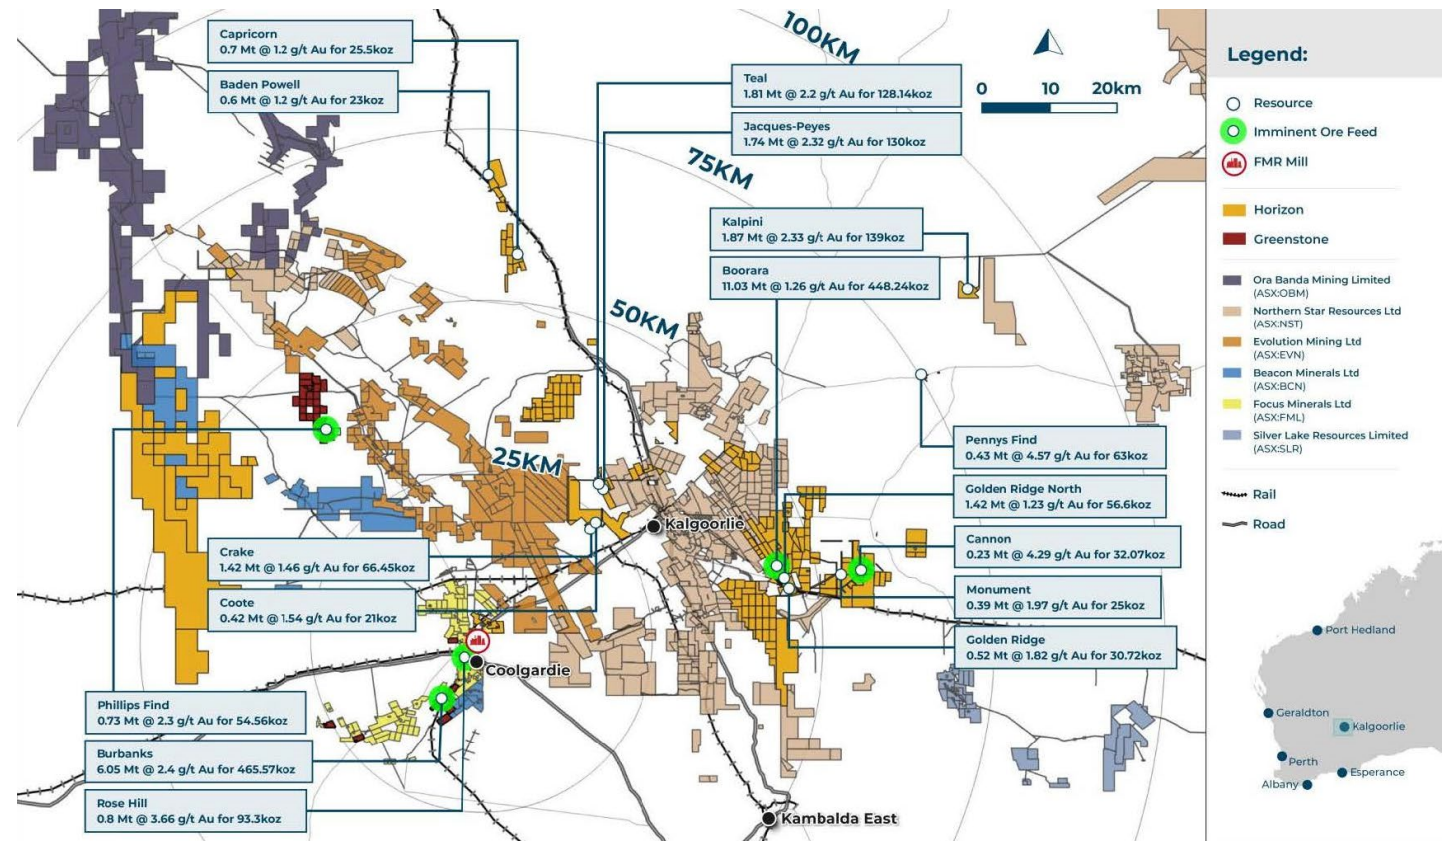 Capricorn
0.7 Mt @ 1.2 g/t Au for 25.5koz
Baden Powell
0.6 Mt @ 1.2 g/t Au for 23koz
Teal
1.81 Mt @ 2.2 g/t Au for 128.14koz
Jacques-Peyes
1.74 Mt @ 2.32 g/t Au for 130koz
Kalpini
1.87 Mt @ 2.33 g/t Au for 139koz
Boorara
11.03 Mt @ 1.26 g/t Au for 448.24koz
100KM
75KM
50KM
25KM
0 10 20km
Pennys Find
0.43 Mt @ 4.57 g/t Au for 63koz
Golden Ridge North
1.42 Mt @ 1.23 g/t Au for 56.6koz
Cannon
0.23 Mt @ 4.29 g/t Au for 32.07koz
Monument
0.39 Mt @ 1.97 g/t Au for 25koz
Golden Ridge
0.52 Mt @ 1.82 g/t Au for 30.72koz
Kalgoorlie
Crake
1.42 Mt @ 1.46 g/t Au for 66.45koz
Coote
0.42 Mt @ 1.54 g/t Au for 21koz
Coolgardie
Phillips Find
0.73 Mt @ 2.3 g/t Au for 54.56koz
Burbanks
6.05 Mt @ 2.4 g/t Au for 465.57koz
Rose Hill
0.8 Mt @ 3.66 g/t Au for 93.3koz
Kambalda East
Legend:
Resource
Imminent Ore Feed
FMR Mill
Horizon
Greenstone
Ora Banda Mining Limited
(ASX:OBM)
Northern Star Resources Ltd
(ASX:NST)
Evolution Mining Ltd
(ASX:EVN)
Beacon Minerals Ltd
(ASX:BCN)
Focus Minerals Ltd
(ASX:FML)
Silver Lake Resources Limited
(ASX:SLR)
Rail
Road
Port Hedland
Geraldton
Kalgoorlie
Perth
Esperance
Albany